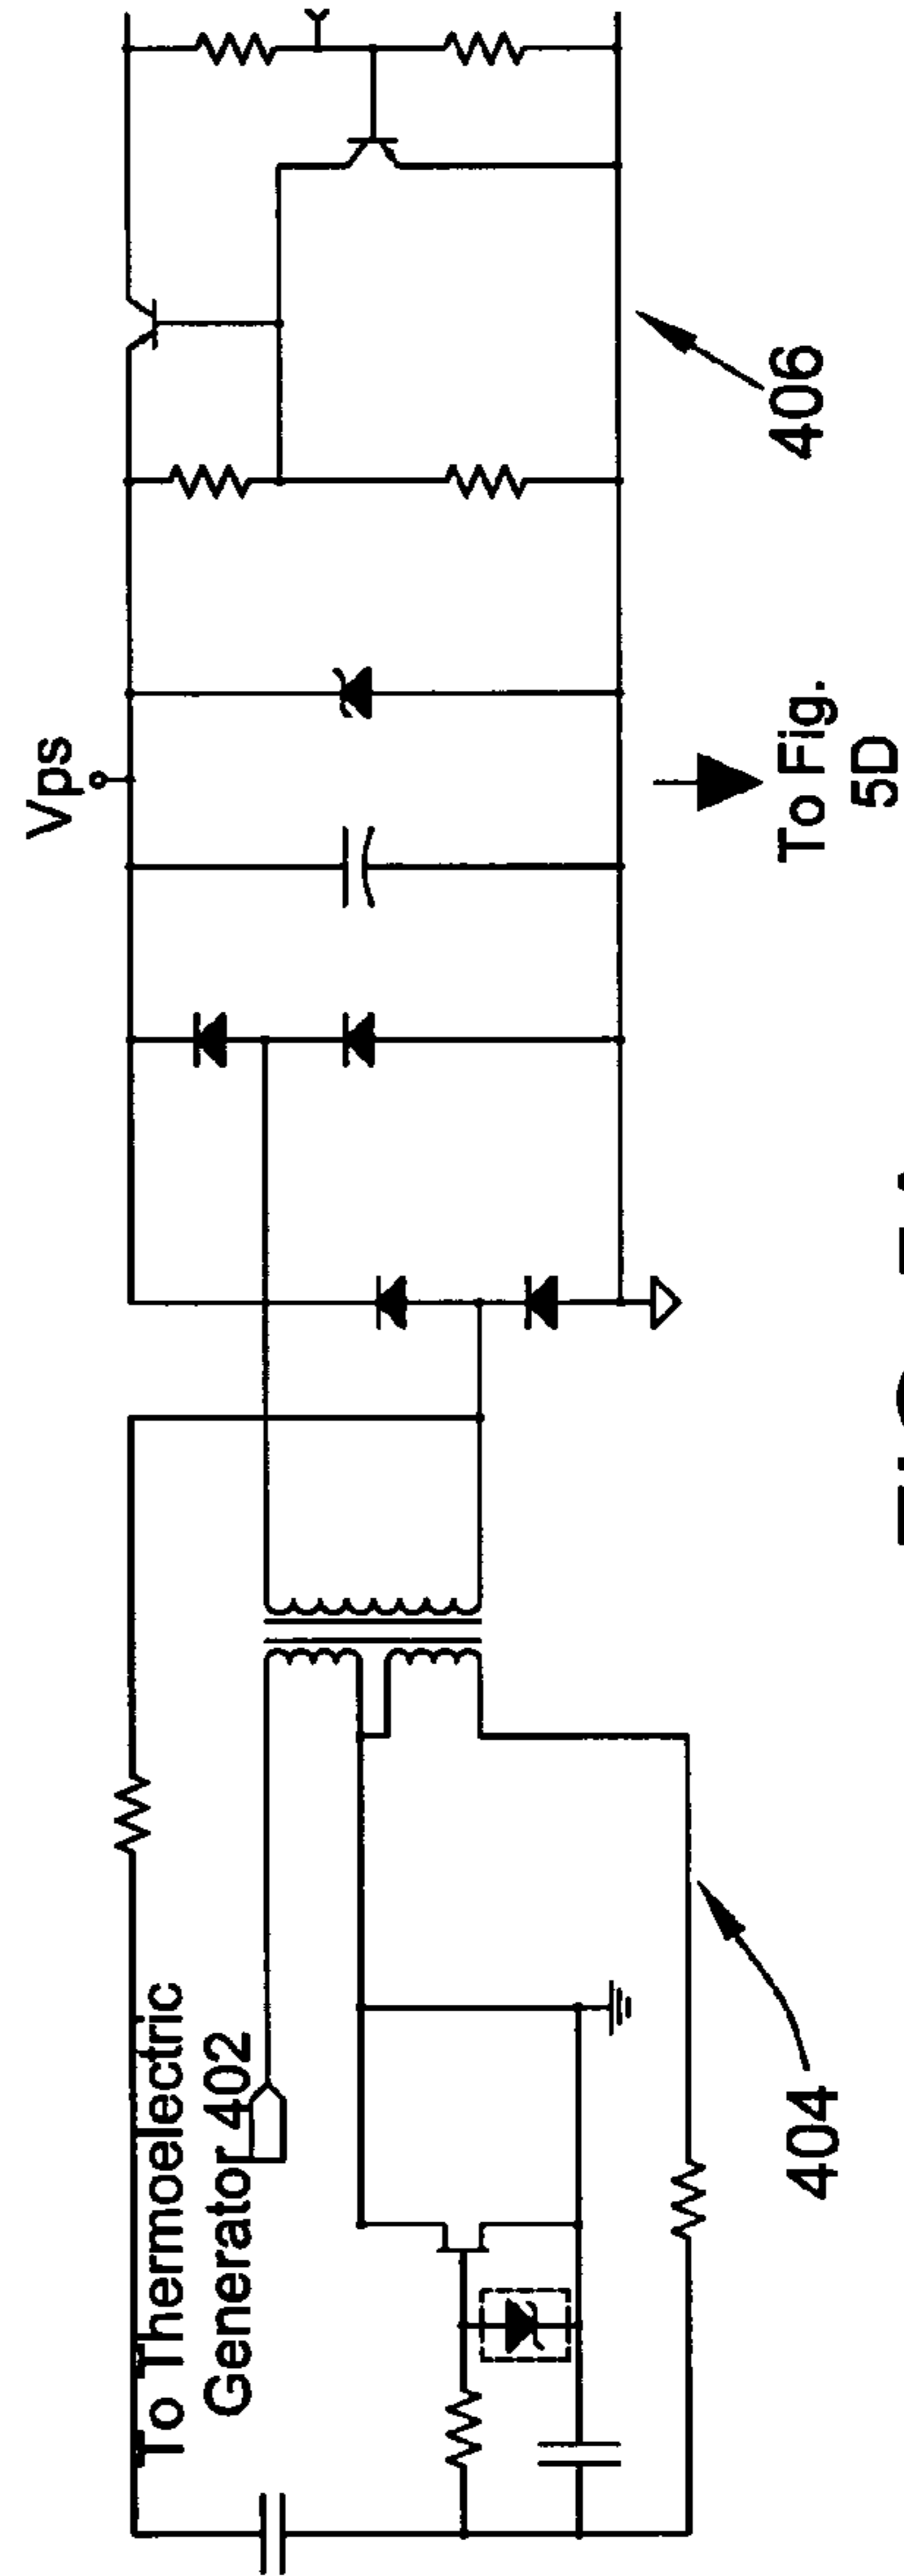 To Thermoelectric
Generator 402
404
Vps
To Fig.
5D
406